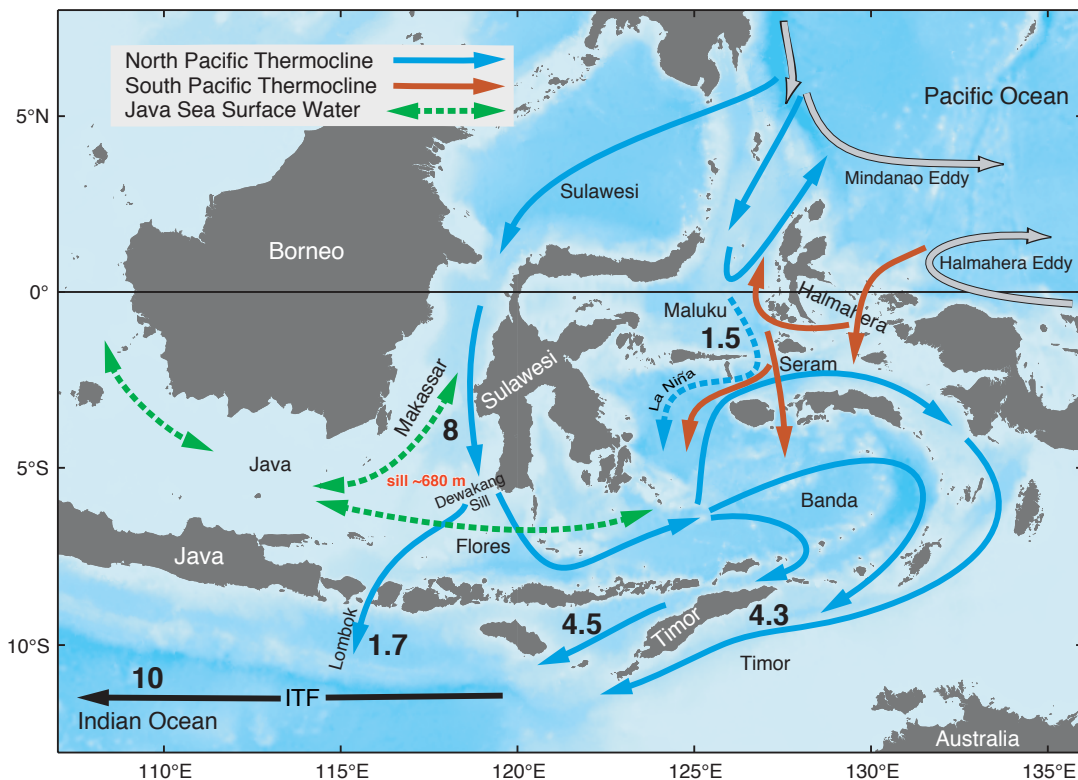 North Pacific Thermocline
South Pacific Thermocline
Java Sea Surface Water
Pacific Ocean
5°N
Mindanao Eddy
Sulawesi
Borneo
Halmahera Eddy
0°
Halmahera
Maluku
1.5
Seram
Sulawesi
Makassar
La Niña
8
5°S
Java
sill ~680 m
Dewakang
Sill
Banda
Flores
Java
4.5
Timor
4.3
Lombok
1.7
Timor
10°S
10
ITF
Indian Ocean
Australia
110°E
115°E
120°E
125°E
130°E
135°E